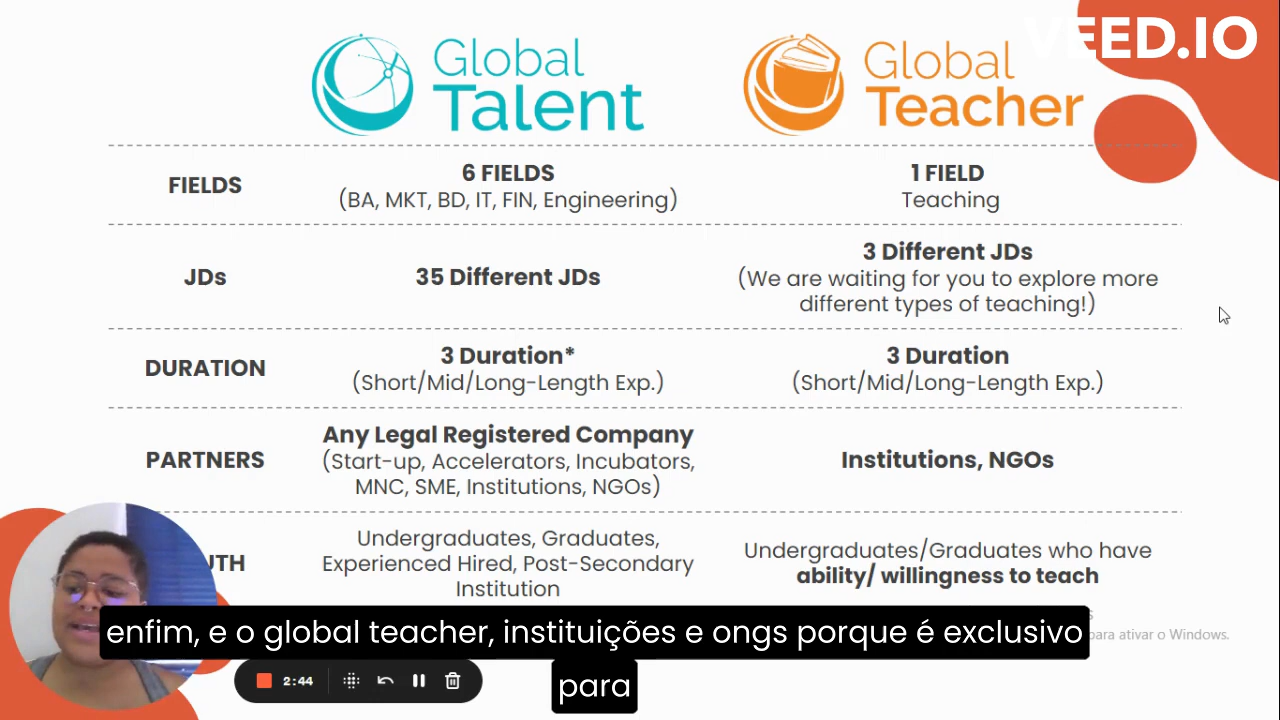 VEED.IO
Global
Talent
Global
Teacher
FIELDS
6 FIELDS
(BA, MKT, BD, IT, FIN, Engineering)
1 FIELD
Teaching
JDs
35 Different JDs
3 Different JDs
(We are waiting for you to explore more
different types of teaching!)
DURATION
3 Duration*
(Short/Mid/Long-Length Exp.)
3 Duration
(Short/Mid/Long-Length Exp.)
PARTNERS
Any Legal Registered Company
(Start-up, Accelerators, Incubators,
MNC, SME, Institutions, NGOs)
Institutions, NGOs
UTH
Undergraduates, Graduates,
Experienced Hired, Post-Secondary
Institution
Undergraduates/Graduates who have
ability/ willingness to teach
para ativar o Windows.
enfim, e o global teacher, instituições e ongs porque é exclusivo
para
2:44